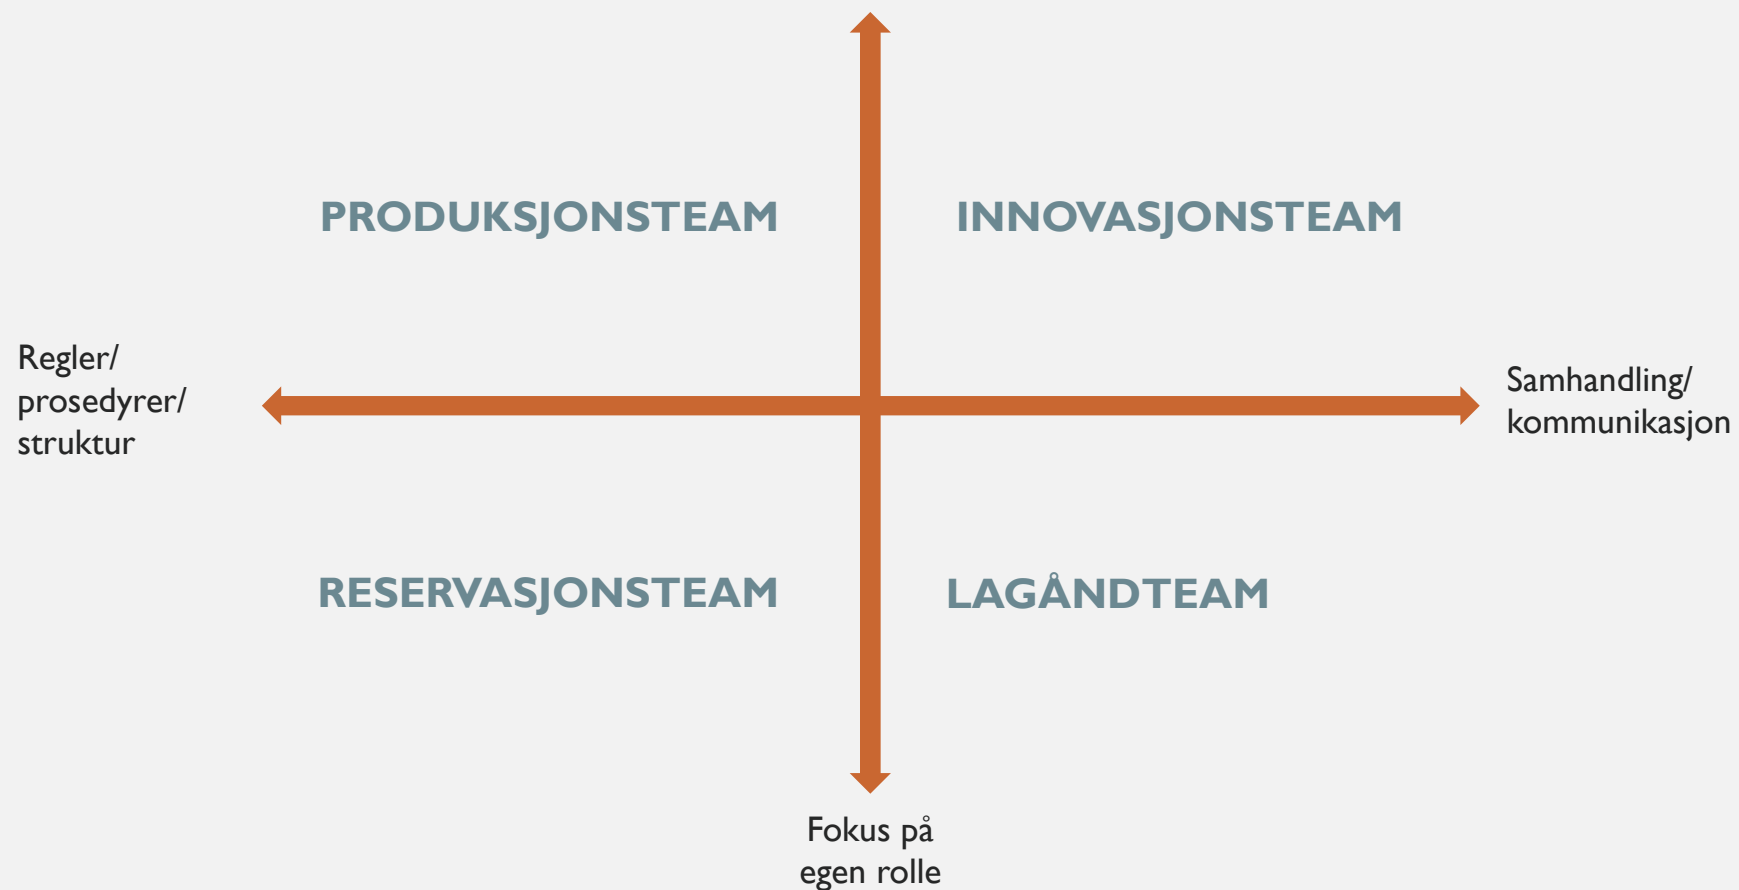 PRODUKSJONSTEAM
INNOVASJONSTEAM
Regler/
prosedyrer/
struktur
Samhandling/
kommunikasjon
RESERVASJONSTEAM
LAGÅNDTEAM
Fokus på
egen rolle